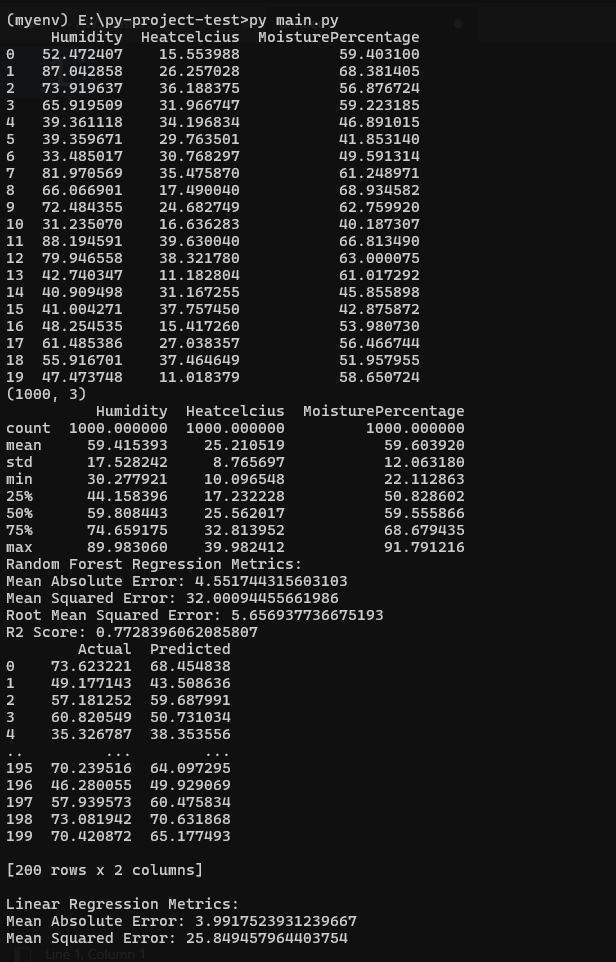 (myenv) E:\py-project-test>py main.py
Humidity Heatcelcius MoisturePercentage
0 52.472407 15.553988 59.403100
1 87.042858 26.257028 68.381405
2 73.919637 36.188375 56.876724
3 65.919509 31.966747 59.223185
4 39.361118 34.196834 46.891015
5 39.359671 29.763501 41.853140
6 33.485017 30.768297 49.591314
7 81.970569 35.475870 61.248971
8 66.066901 17.490040 68.934582
9 72.484355 24.682749 62.759920
10 31.235070 16.636283 40.187307
11 88.194591 39.630040 66.813490
12 79.946558 38.321780 63.000075
13 42.740347 11.182804 61.017292
14 40.909498 31.167255 45.855898
15 41.004271 37.757450 42.875872
16 48.254535 15.417260 53.980730
17 61.485386 27.038357 56.466744
18 55.916701 37.464649 51.957955
19 47.473748 11.018379 58.650724
(1000, 3)
Humidity Heatcelcius MoisturePercentage
count 1000.000000 1000.000000 1000.000000
mean 59.415393 25.210519 59.603920
std 17.528242 8.765697 12.063180
min 30.277921 10.096548 22.112863
25% 44.158396 17.232228 50.828602
50% 59.808443 25.562017 59.555866
75% 74.659175 32.813952 68.679435
max 89.983060 39.982412 91.791216
Random Forest Regression Metrics:
Mean Absolute Error: 4.551744315603103
Mean Squared Error: 32.00094455661986
Root Mean Squared Error: 5.656937736675193
R2 Score: 0.7728396062085807
Actual Predicted
0 73.623221 68.454838
1 49.177143 43.508636
2 57.181252 59.687991
3 60.820549 50.731034
4 35.326787 38.353556
.. ... ...
195 70.239516 64.097295
196 46.280055 49.929069
197 57.939573 60.475834
198 73.081942 70.631868
199 70.420872 65.177493
[200 rows x 2 columns]
Linear Regression Metrics:
Mean Absolute Error: 3.9917523931239667
Mean Squared Error: 25.849457964403754
Line 1, Column 1